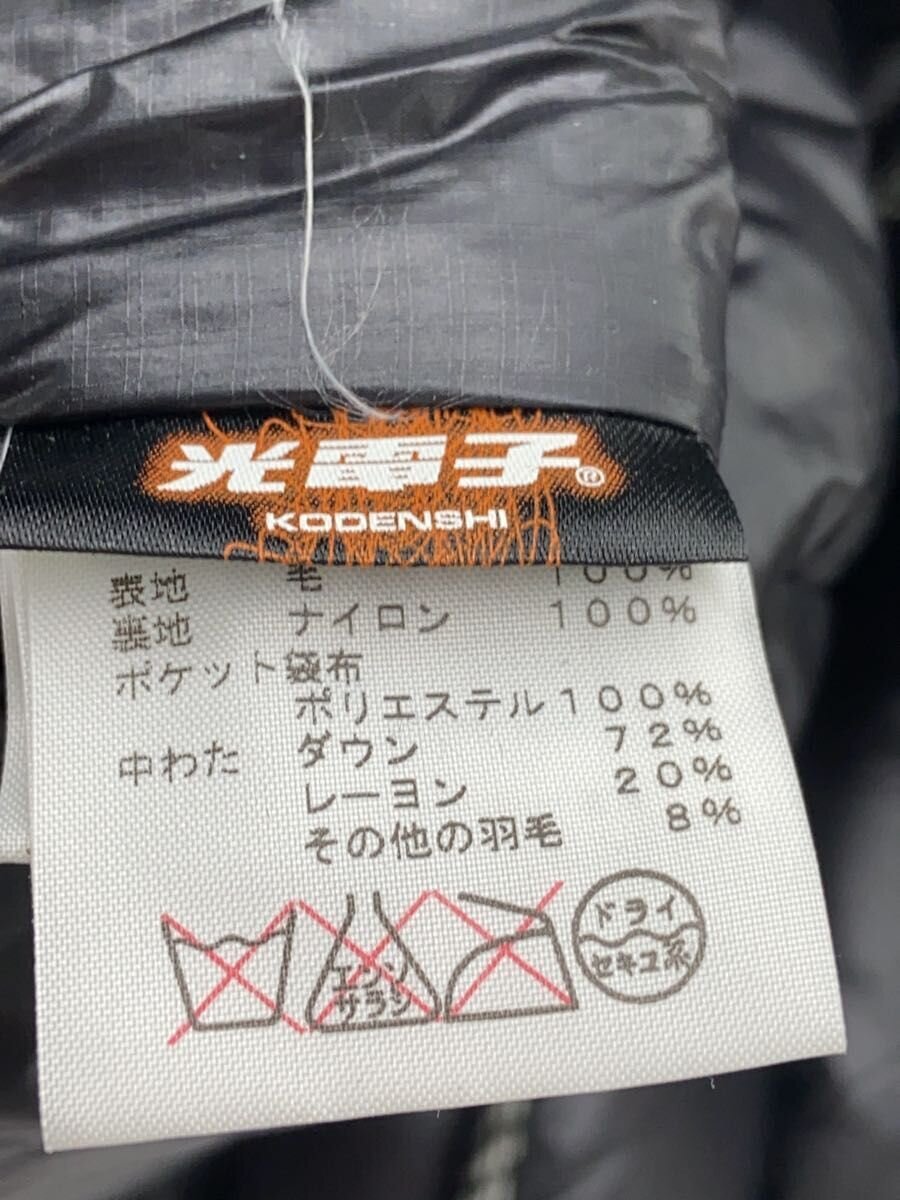 子電光®
KODENSHI
表地 毛 100%
裏地 ナイロン 100%
ポケット袋布
ポリエステル100%
中わた ダウン 72%
レーヨン 20%
その他の羽毛 8%
エンソ
サラシ
ドライ
セキユ系